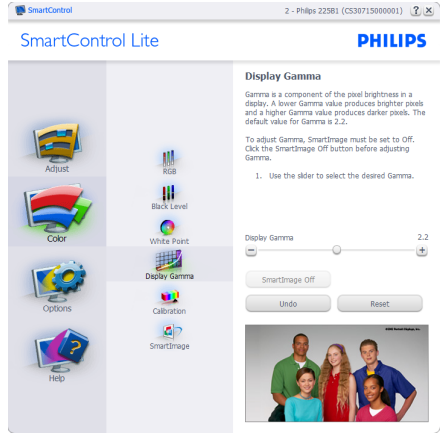 SmartControl
2 - Philips 225B1 (CS30715000001)
?
SmartControl Lite
PHILIPS
Adjust
Color
Options
Help
RGB
Black Level
White Point
Display Gamma
Calibration
SmartImage
Display Gamma
Gamma is a component of the pixel brightness in a
display. A lower Gamma value produces brighter pixels
and a higher Gamma value produces darker pixels. The
default value for Gamma is 2.2.
To adjust Gamma, SmartImage must be set to Off.
Click the SmartImage Off button before adjusting
Gamma.
1. Use the slider to select the desired Gamma.
Display Gamma 2.2
SmartImage Off
Undo Reset